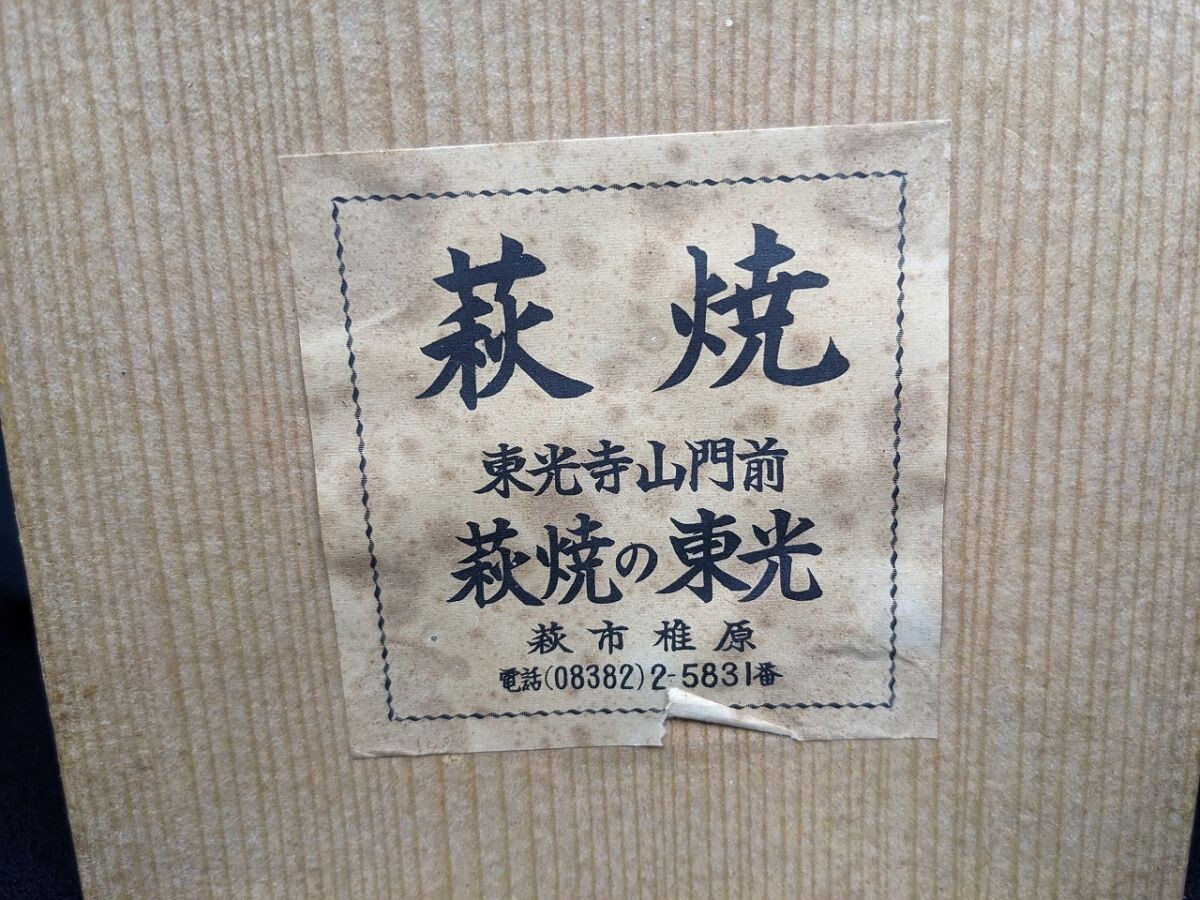 萩焼
東光寺山門前
萩焼の東光
萩市椎原
電話(08382)2-5831番